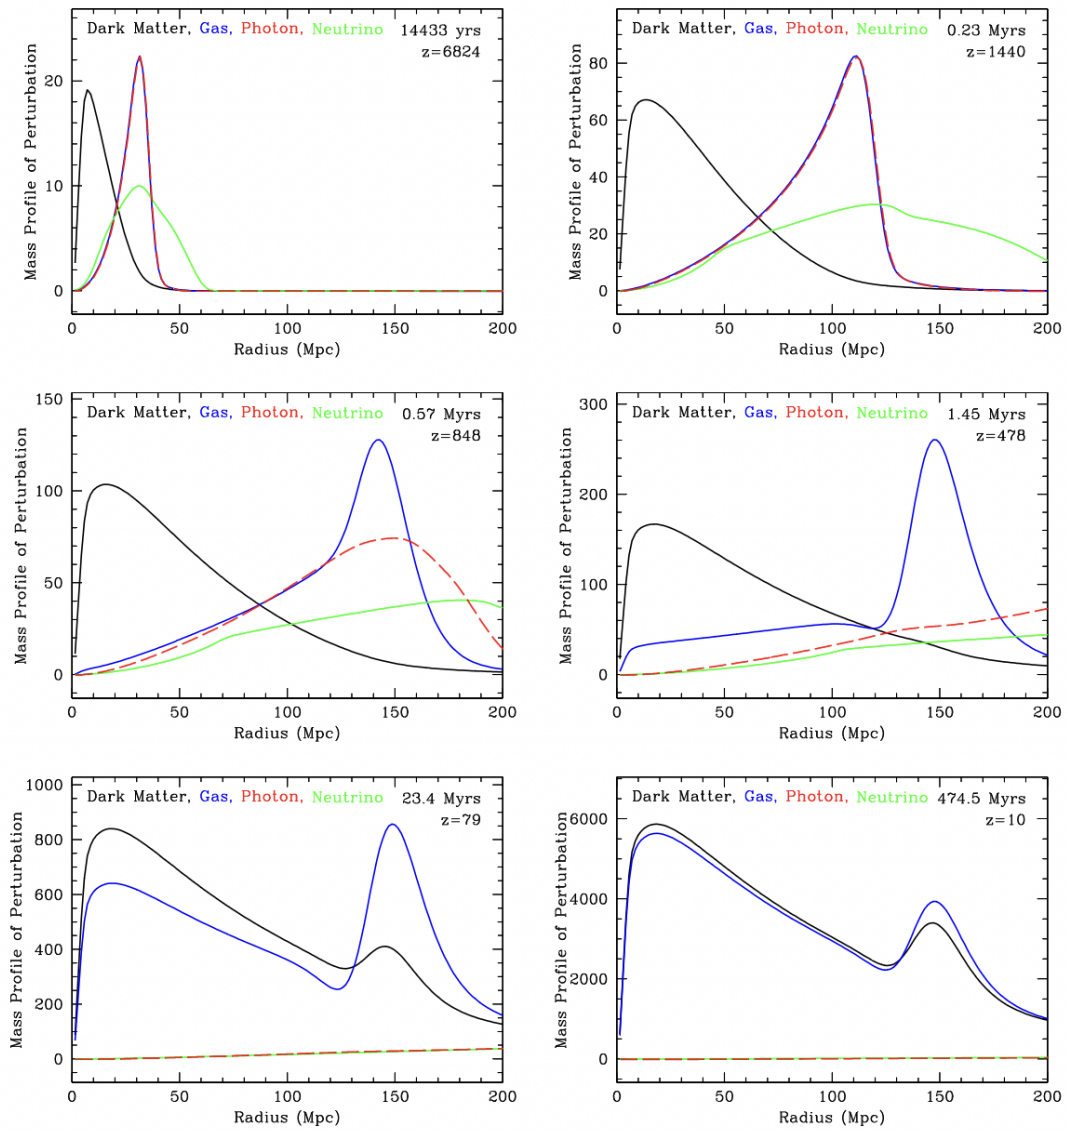 Dark Matter, Gas, Photon, Neutrino 14433 yrs
z=6824
Mass Profile of Perturbation
20
10
0
0 50 100 150 200
Radius (Mpc)
Dark Matter, Gas, Photon, Neutrino 0.23 Myrs
z=1440
Mass Profile of Perturbation
80
60
40
20
0
0 50 100 150 200
Radius (Mpc)
Dark Matter, Gas, Photon, Neutrino 0.57 Myrs
z=848
Mass Profile of Perturbation
150
100
50
0
0 50 100 150 200
Radius (Mpc)
Dark Matter, Gas, Photon, Neutrino 1.45 Myrs
z=478
Mass Profile of Perturbation
300
200
100
0
0 50 100 150 200
Radius (Mpc)
Dark Matter, Gas, Photon, Neutrino 23.4 Myrs
z=79
Mass Profile of Perturbation
1000
800
600
400
200
0
0 50 100 150 200
Radius (Mpc)
Dark Matter, Gas, Photon, Neutrino 474.5 Myrs
z=10
Mass Profile of Perturbation
6000
4000
2000
0
0 50 100 150 200
Radius (Mpc)